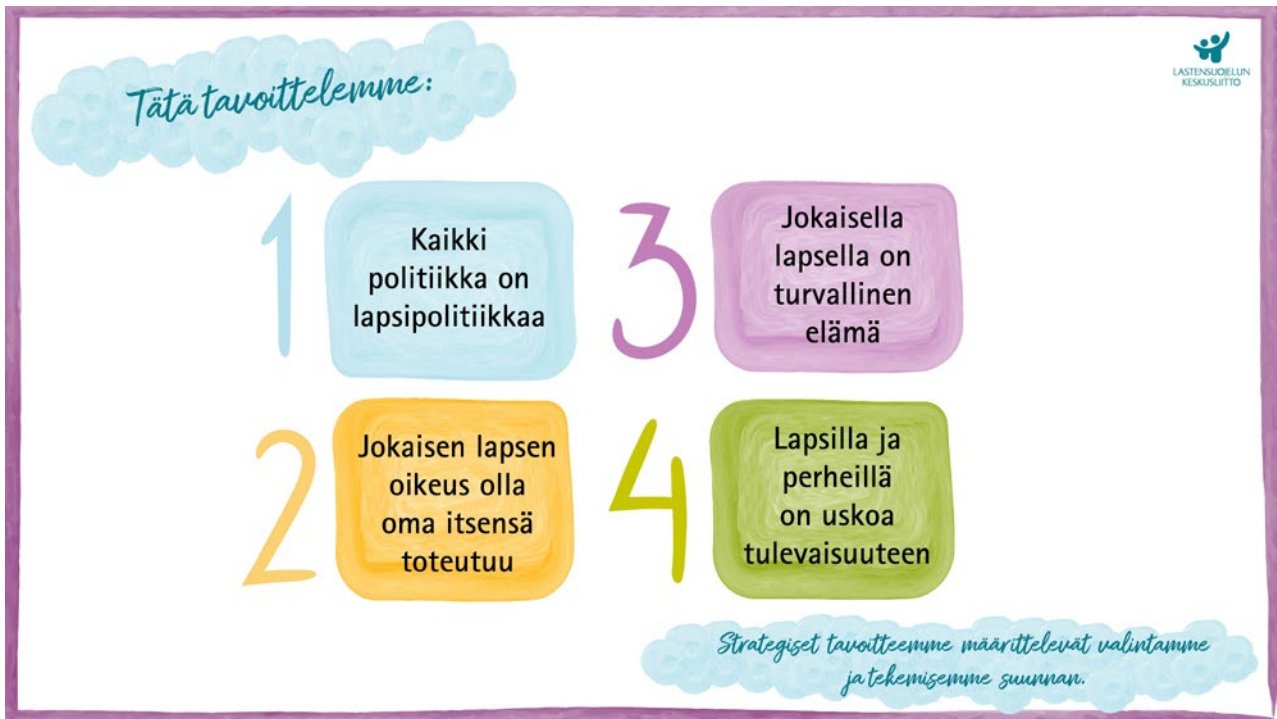 Tätä tavoittelemme:
LASTENSUOJELUN
KESKUSLIITTO
1
Kaikki
politiikka on
lapsipolitiikkaa
2
Jokaisen lapsen
oikeus olla
oma itsensä
toteutuu
3
Jokaisella
lapsella on
turvallinen
elämä
4
Lapsilla ja
perheillä
on uskoa
tulevaisuuteen
Strategiset tavoitteemme määrittelevät valintamme
ja tekemisemme suunnan.